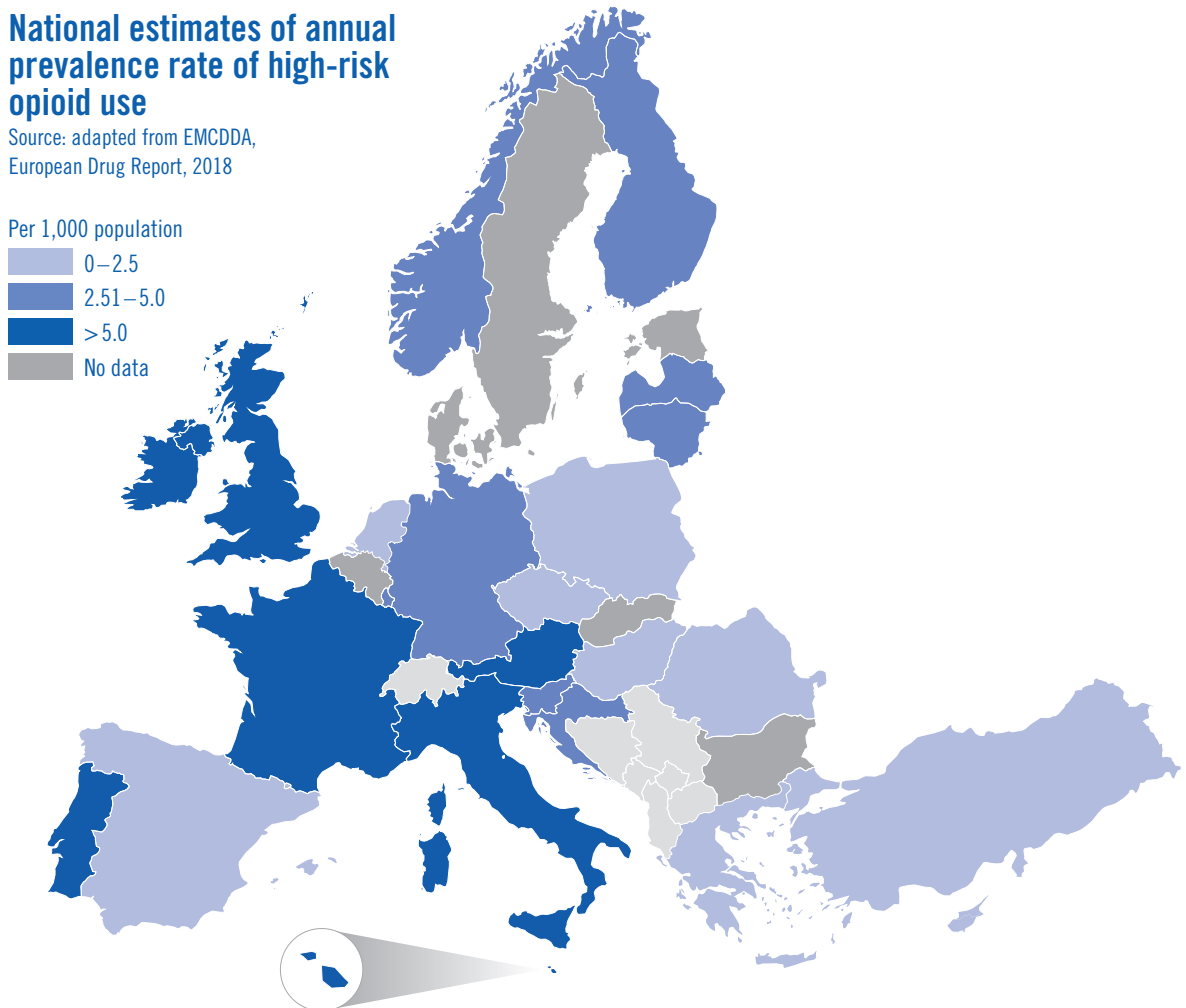 National estimates of annual
prevalence rate of high-risk
opioid use
Source: adapted from EMCDDA,
European Drug Report, 2018
Per 1,000 population
0–2.5
2.51–5.0
>5.0
No data